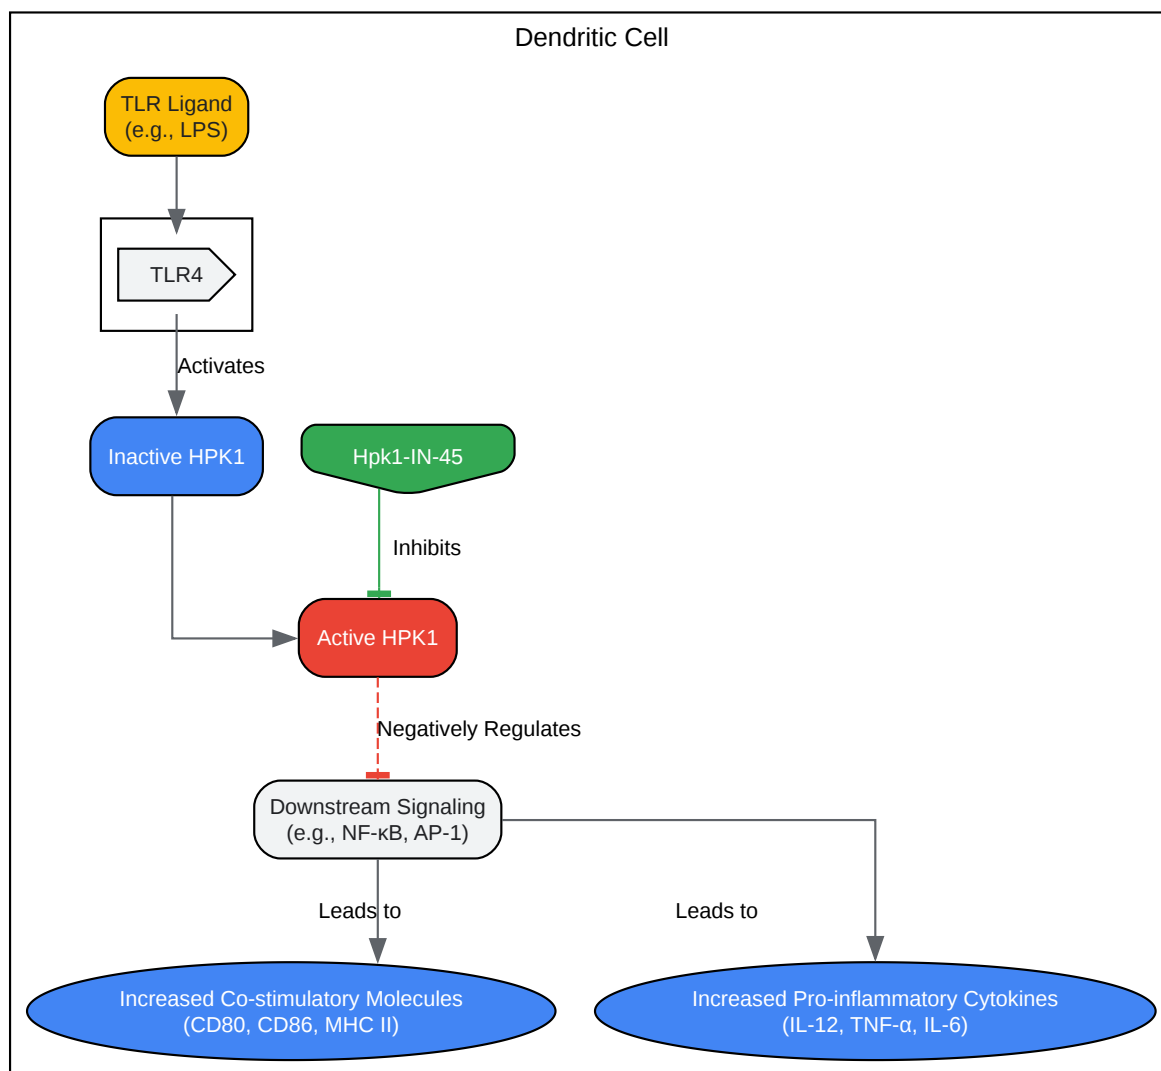 Dendritic Cell
TLR Ligand
(e.g., LPS)
TLR4
Activates
Inactive HPK1
Hpk1-IN-45
Inhibits
Active HPK1
Negatively Regulates
Downstream Signaling
(e.g., NF-κB, AP-1)
Leads to
Leads to
Increased Co-stimulatory Molecules
(CD80, CD86, MHC II)
Increased Pro-inflammatory Cytokines
(IL-12, TNF-α, IL-6)